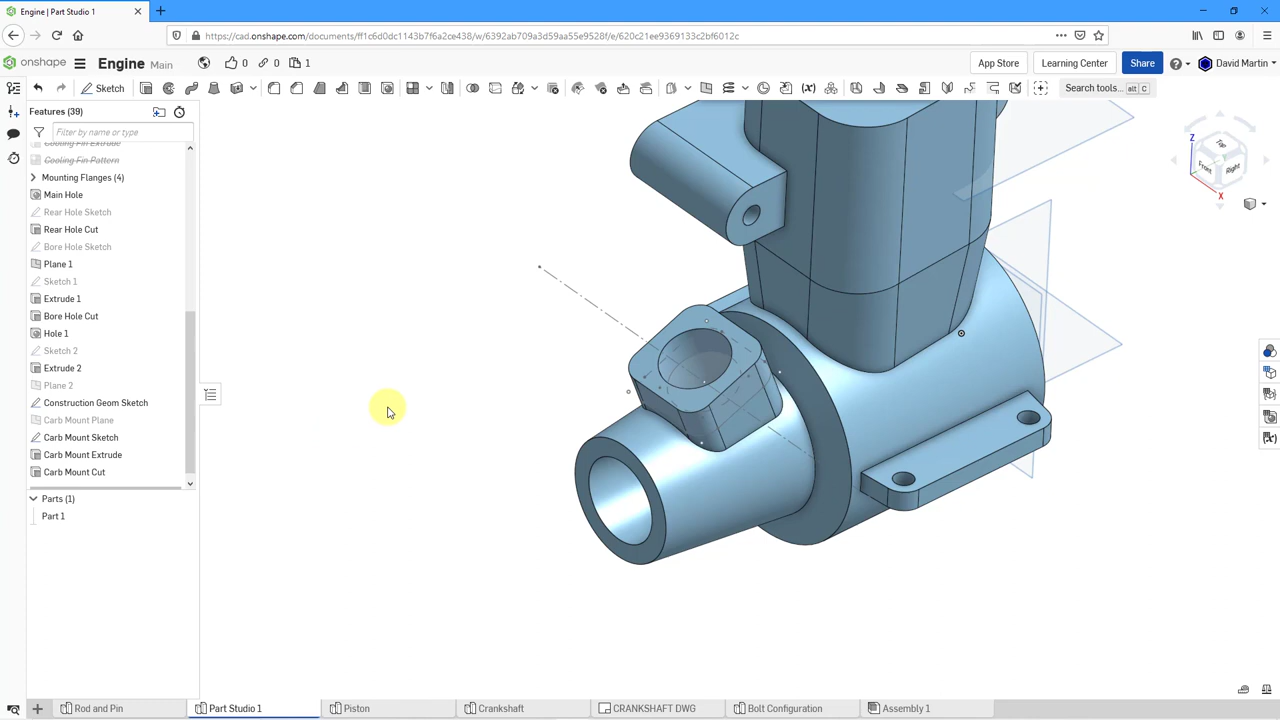 Engine | Part Studio 1
https://cad.onshape.com/documents/ff1c6d0dc1143b7f6a2ce438/w/6392ab709a3d59aa55e9528f/e/620c21ee9369133c2bf6012c
onshape
Engine Main
0
0
1
App Store
Learning Center
Share
David Martin
Sketch
Search tools... alt C
Features (39)
Filter by name or type
Cooling Fin Extrude
Cooling Fin Pattern
Mounting Flanges (4)
Main Hole
Rear Hole Sketch
Rear Hole Cut
Bore Hole Sketch
Plane 1
Sketch 1
Extrude 1
Bore Hole Cut
Hole 1
Sketch 2
Extrude 2
Plane 2
Construction Geom Sketch
Carb Mount Plane
Carb Mount Sketch
Carb Mount Extrude
Carb Mount Cut
Parts (1)
Part 1
Z
Top
Front
Right
X
Rod and Pin
Part Studio 1
Piston
Crankshaft
CRANKSHAFT DWG
Bolt Configuration
Assembly 1